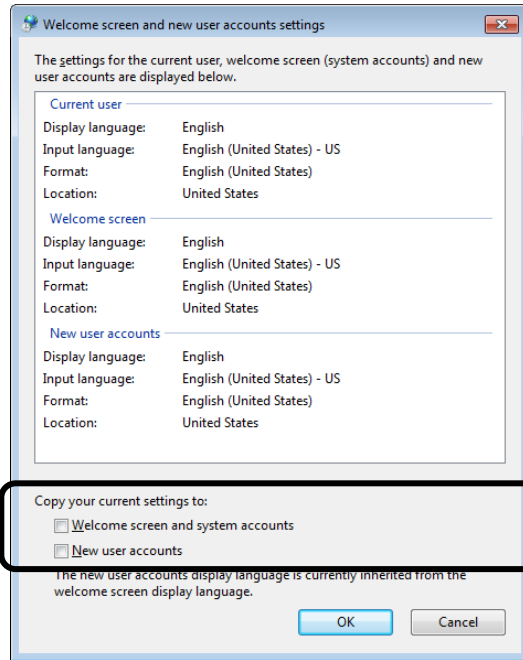 Welcome screen and new user accounts settings
The settings for the current user, welcome screen (system accounts) and new
user accounts are displayed below.
Current user
Display language: English
Input language: English (United States) - US
Format: English (United States)
Location: United States
Welcome screen
Display language: English
Input language: English (United States) - US
Format: English (United States)
Location: United States
New user accounts
Display language: English
Input language: English (United States) - US
Format: English (United States)
Location: United States
Copy your current settings to:
Welcome screen and system accounts
New user accounts
The new user accounts display language is currently inherited from the
welcome screen display language.
OK Cancel